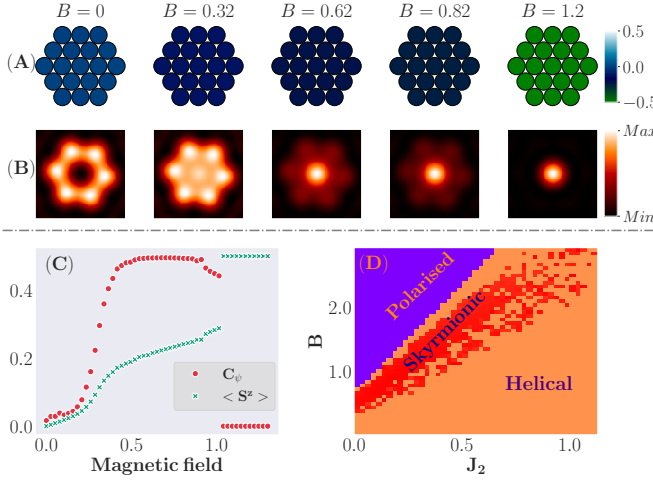 B = 0 B = 0.32 B = 0.62 B = 0.82 B = 1.2
(A)
0.5
0.0
−0.5
(B)
Max
Min
(C)
0.4
0.2
0.0
C_ψ
< S^z >
0.0 0.5 1.0
Magnetic field
(D)
Polarised
Skyrmionic
Helical
B
2.0
1.0
0.0 0.5 1.0
J_2